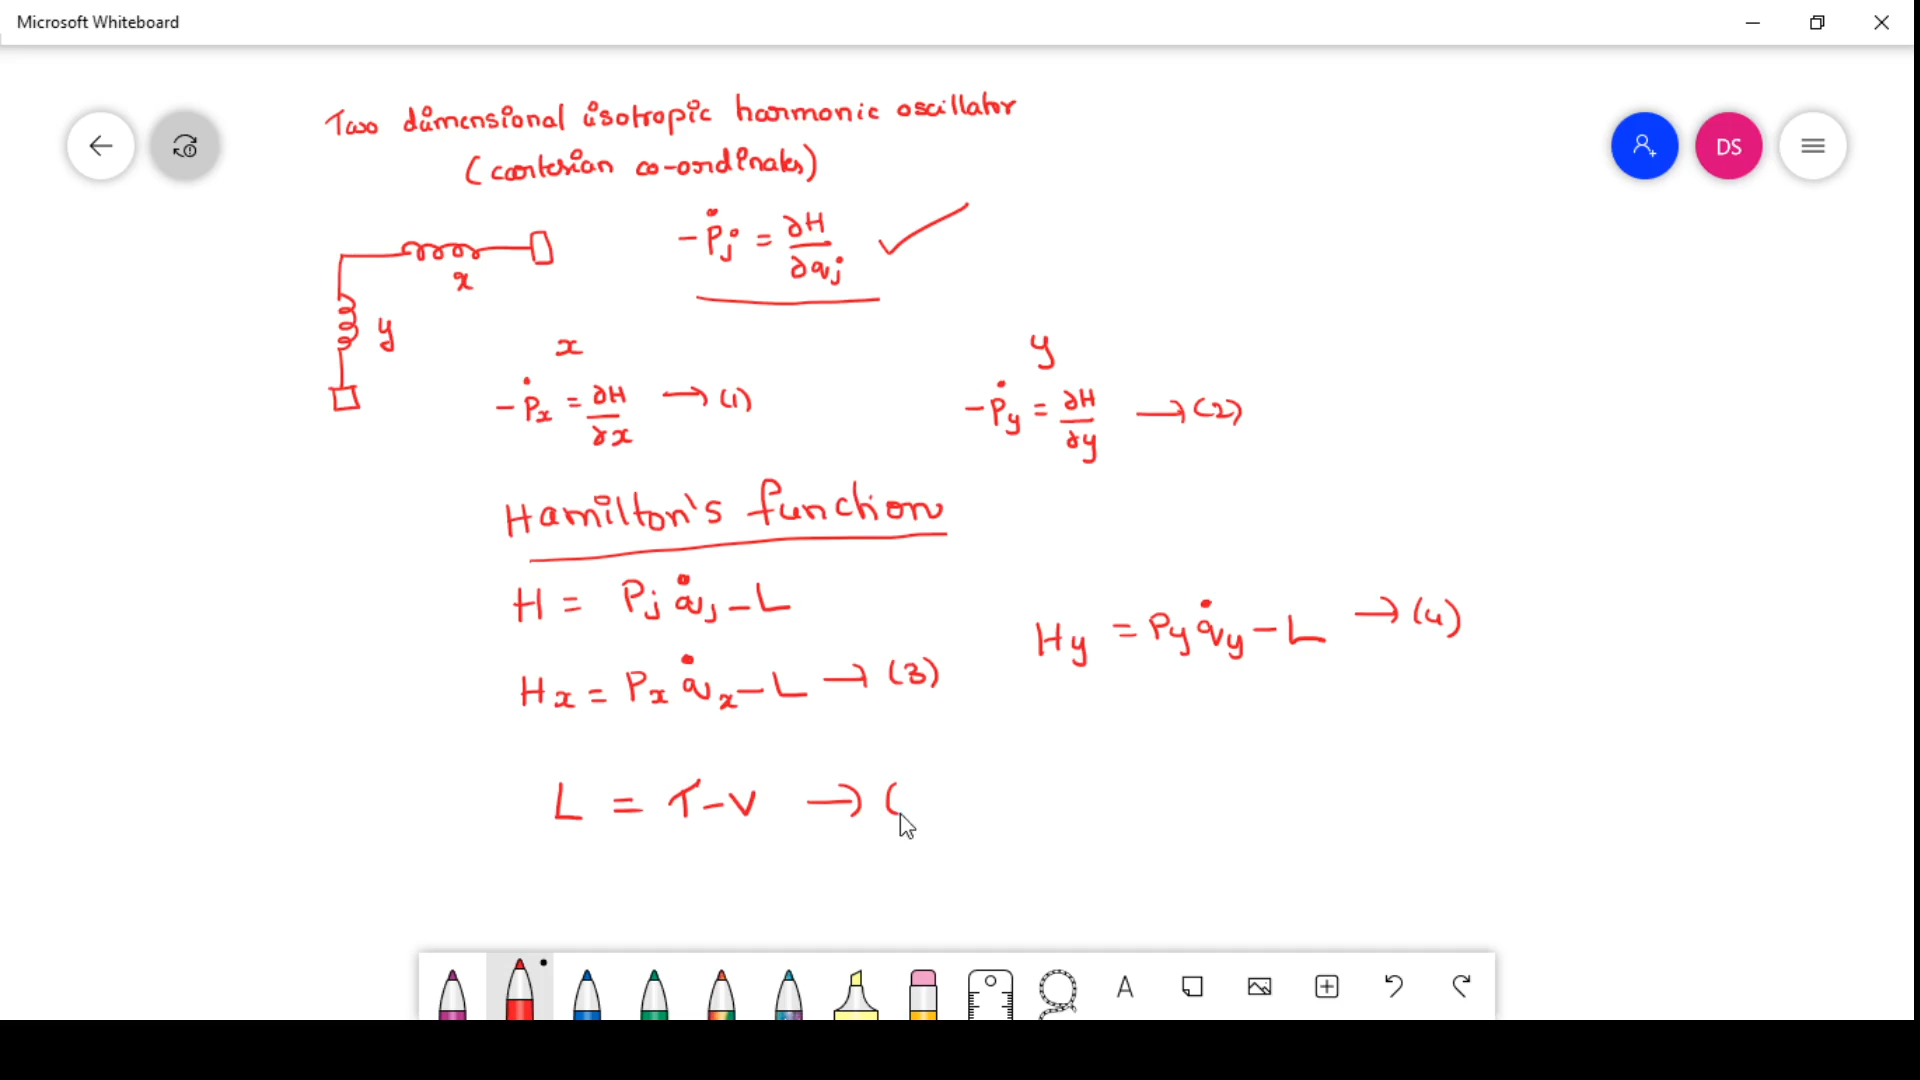 Microsoft Whiteboard
Two dimensional isotropic harmonic oscillator
(cartesian co-ordinates)
DS
-Ṗⱼ = ∂H/∂qⱼ ✓
x
y
x
y
-Ṗₓ = ∂H/∂x → (1)
-Ṗy = ∂H/∂y → (2)
Hamilton's function
H = Pⱼ q̇ⱼ - L
Hy = Py q̇y - L → (4)
Hₓ = Pₓ q̇ₓ - L → (3)
L = T-V → (
A